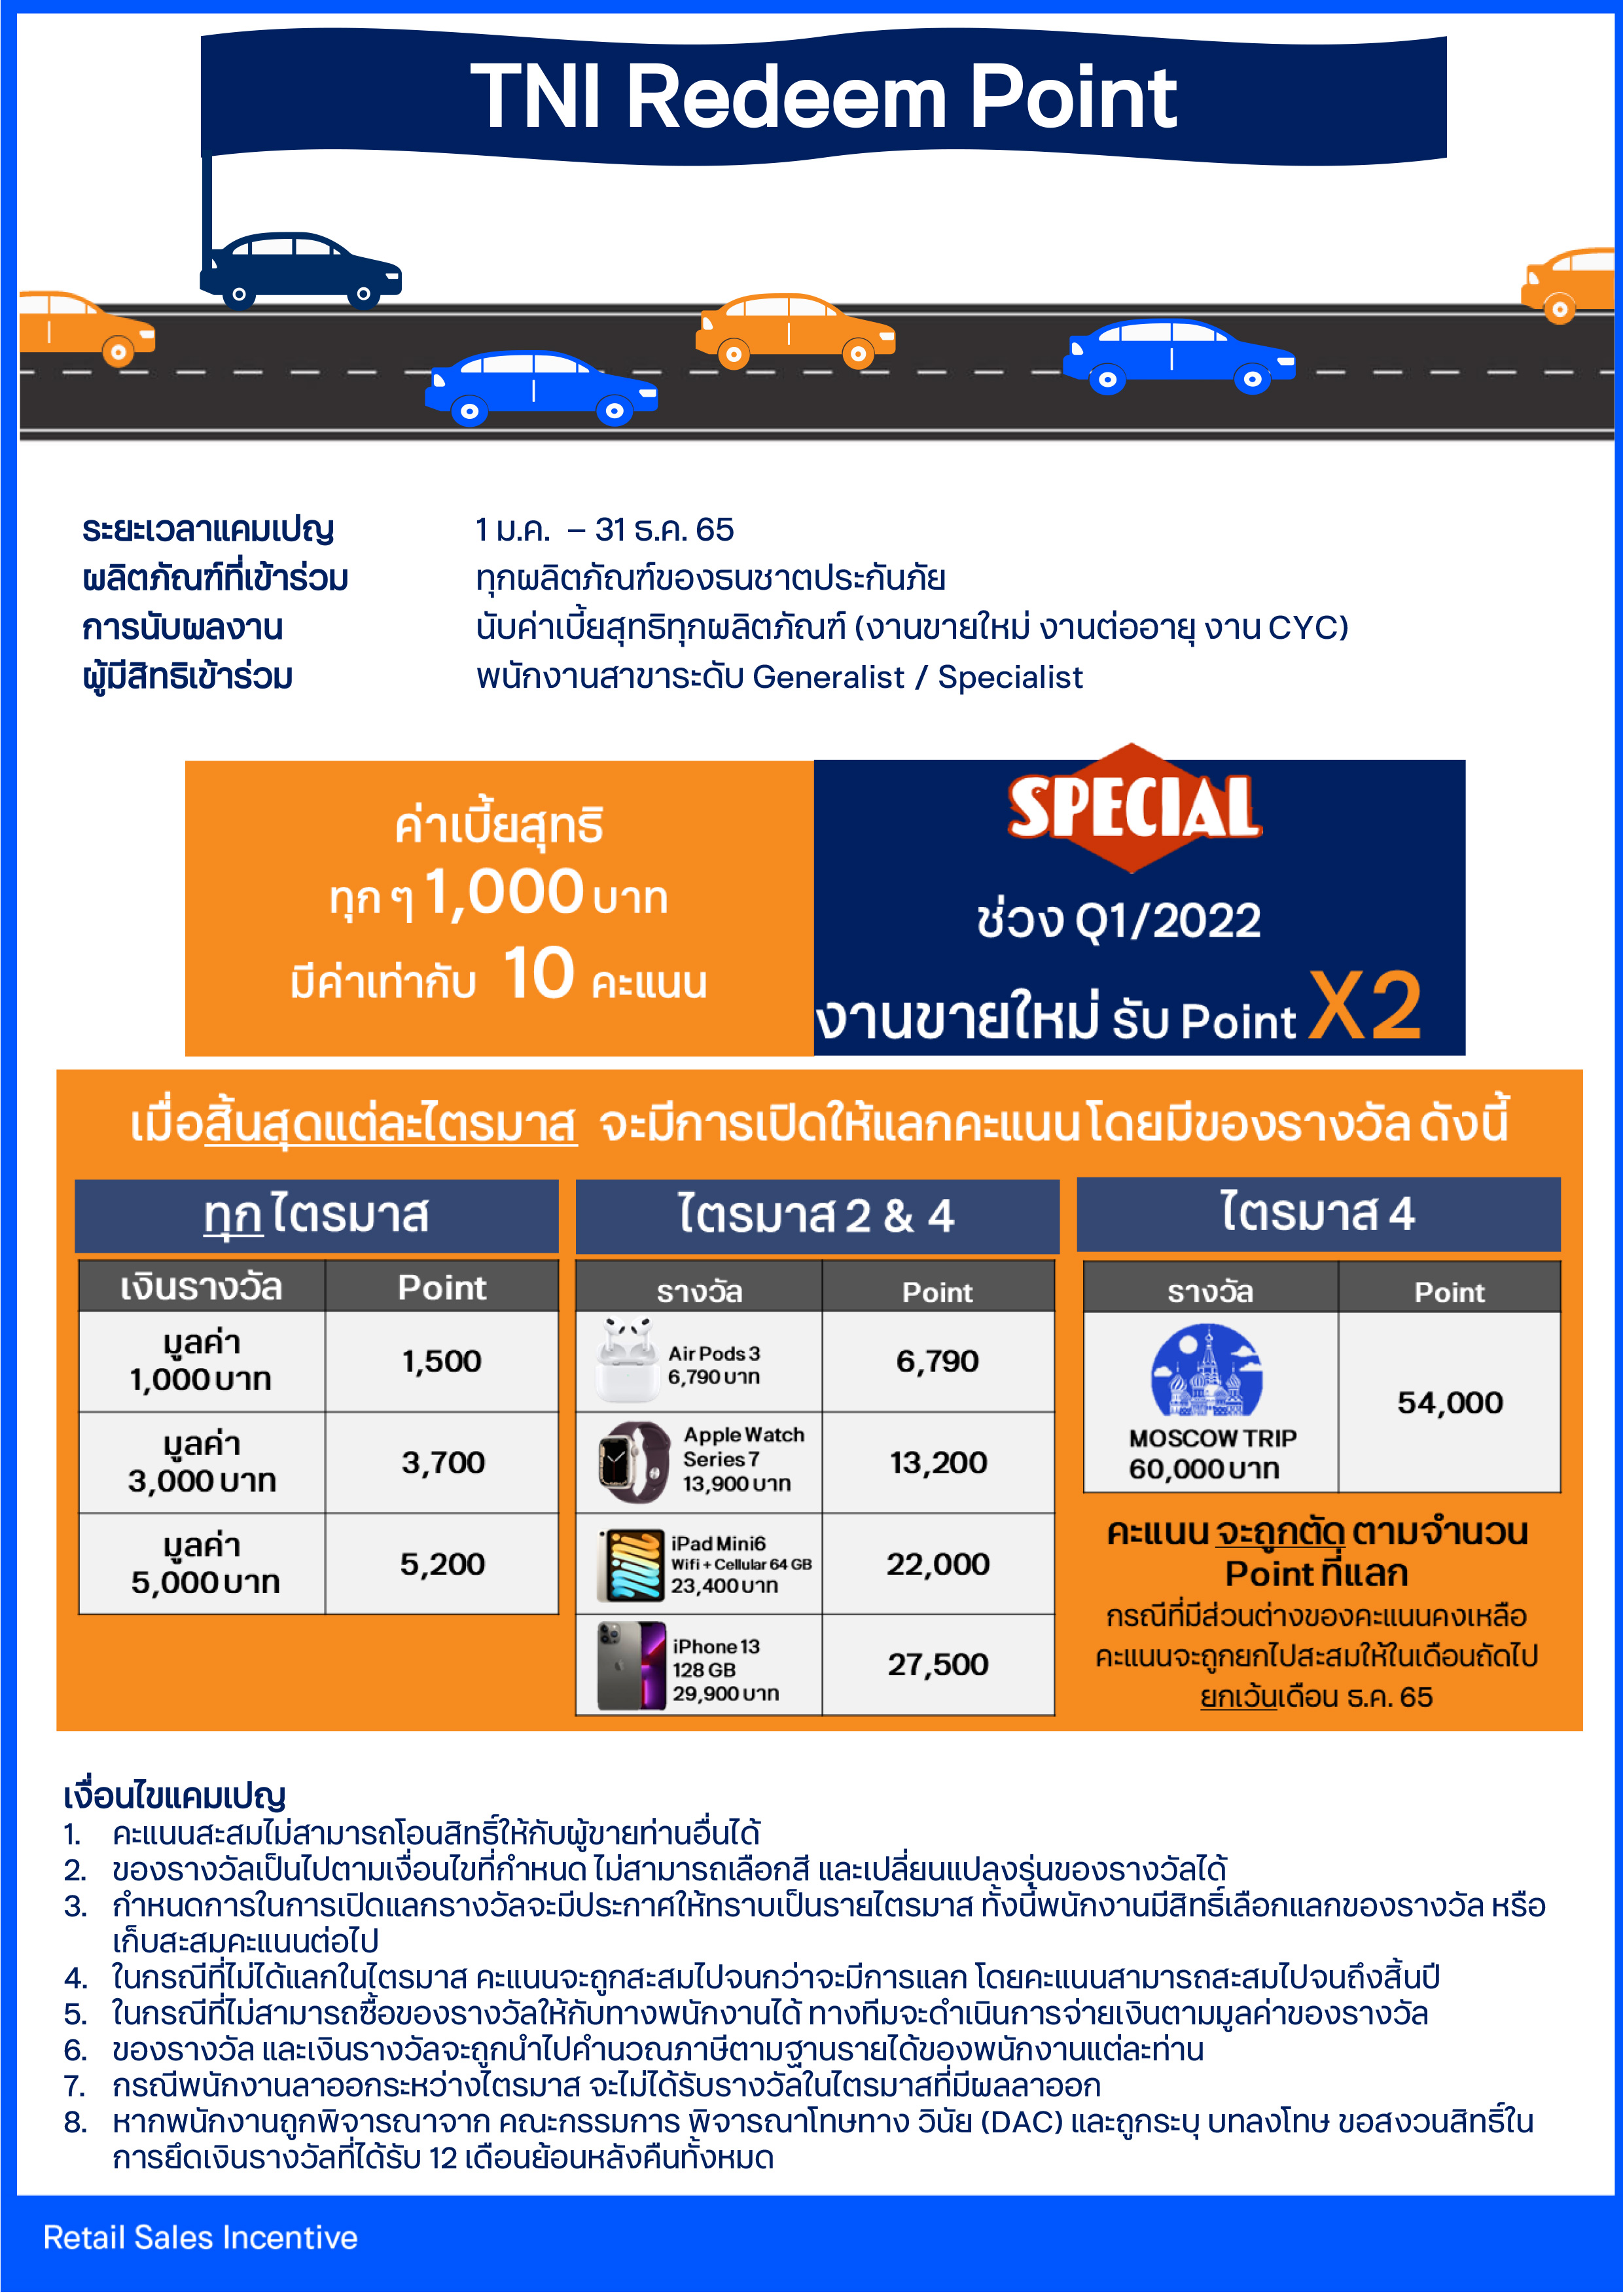 TNI Redeem Point
ระยะเวลาแคมเปญ 1 ม.ค. – 31 ธ.ค. 65
ผลิตภัณฑ์ที่เข้าร่วม ทุกผลิตภัณฑ์ของธนชาตประกันภัย
การนับผลงาน นับค่าเบี้ยสุทธิทุกผลิตภัณฑ์ (งานขายใหม่ งานต่ออายุ งาน CYC)
ผู้มีสิทธิเข้าร่วม พนักงานสาขาระดับ Generalist / Specialist
ค่าเบี้ยสุทธิ
ทุก ๆ 1,000 บาท
มีค่าเท่ากับ 10 คะแนน
SPECIAL
ช่วง Q1/2022
งานขายใหม่ รับ Point X2
เมื่อสิ้นสุดแต่ละไตรมาส จะมีการเปิดให้แลกคะแนน โดยมีของรางวัล ดังนี้
ทุก ไตรมาส
เงินรางวัล Point
มูลค่า
1,000 บาท 1,500
มูลค่า
3,000 บาท 3,700
มูลค่า
5,000 บาท 5,200
ไตรมาส 2 & 4
รางวัล Point
Air Pods 3
6,790 บาท 6,790
Apple Watch
Series 7
13,900 บาท 13,200
iPad Mini6
Wifi + Cellular 64 GB
23,400 บาท 22,000
iPhone 13
128 GB
29,900 บาท 27,500
ไตรมาส 4
รางวัล Point
MOSCOW TRIP
60,000 บาท 54,000
คะแนน จะถูกตัด ตามจำนวน
Point ที่แลก
กรณีที่มีส่วนต่างของคะแนนคงเหลือ
คะแนนจะถูกยกไปสะสมให้ในเดือนถัดไป
ยกเว้นเดือน ธ.ค. 65
เงื่อนไขแคมเปญ
1. คะแนนสะสมไม่สามารถโอนสิทธิ์ให้กับผู้ขายท่านอื่นได้
2. ของรางวัลเป็นไปตามเงื่อนไขที่กำหนด ไม่สามารถเลือกสี และเปลี่ยนแปลงรุ่นของรางวัลได้
3. กำหนดการในการเปิดแลกรางวัลจะมีประกาศให้ทราบเป็นรายไตรมาส ทั้งนี้พนักงานมีสิทธิ์เลือกแลกของรางวัล หรือ
เก็บสะสมคะแนนต่อไป
4. ในกรณีที่ไม่ได้แลกในไตรมาส คะแนนจะถูกสะสมไปจนกว่าจะมีการแลก โดยคะแนนสามารถสะสมไปจนถึงสิ้นปี
5. ในกรณีที่ไม่สามารถซื้อของรางวัลให้กับทางพนักงานได้ ทางทีมจะดำเนินการจ่ายเงินตามมูลค่าของรางวัล
6. ของรางวัล และเงินรางวัลจะถูกนำไปคำนวณภาษีตามฐานรายได้ของพนักงานแต่ละท่าน
7. กรณีพนักงานลาออกระหว่างไตรมาส จะไม่ได้รับรางวัลในไตรมาสที่มีผลลาออก
8. หากพนักงานถูกพิจารณาจาก คณะกรรมการ พิจารณาโทษทาง วินัย (DAC) และถูกระบุ บทลงโทษ ขอสงวนสิทธิ์ใน
การยึดเงินรางวัลที่ได้รับ 12 เดือนย้อนหลังคืนทั้งหมด
Retail Sales Incentive